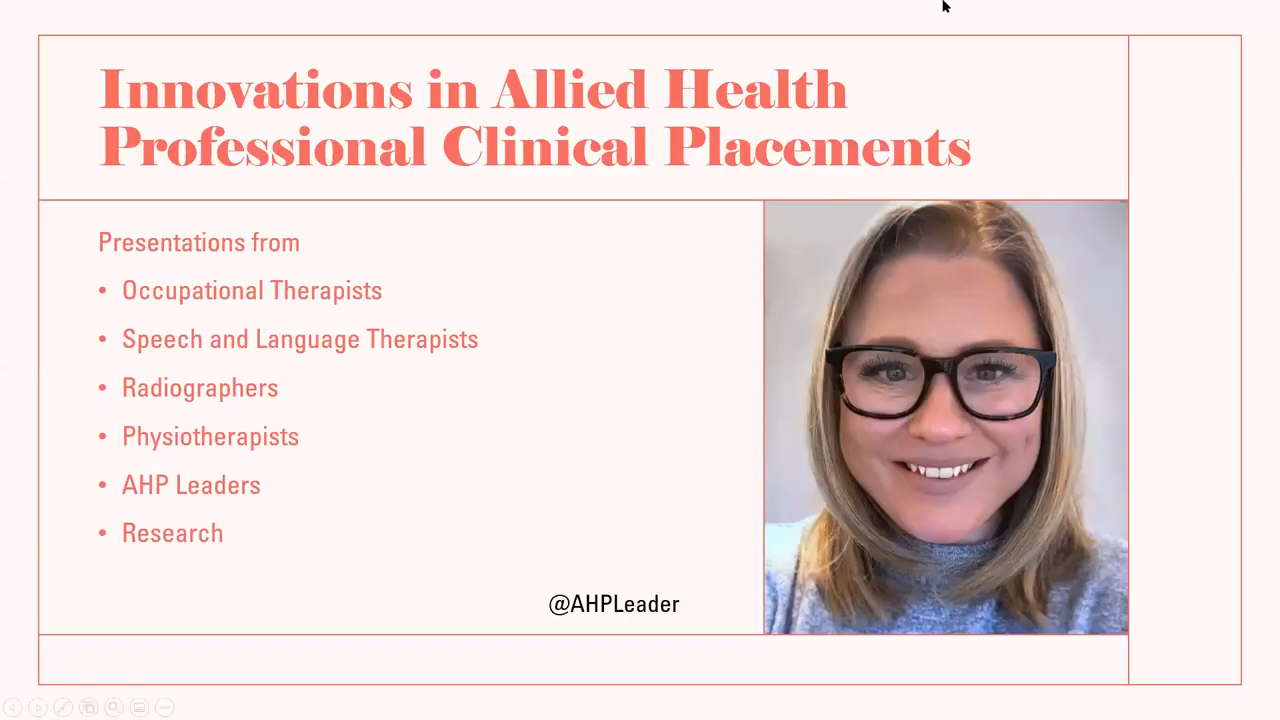 Innovations in Allied Health
Professional Clinical Placements
Presentations from
• Occupational Therapists
• Speech and Language Therapists
• Radiographers
• Physiotherapists
• AHP Leaders
• Research
@AHPLeader